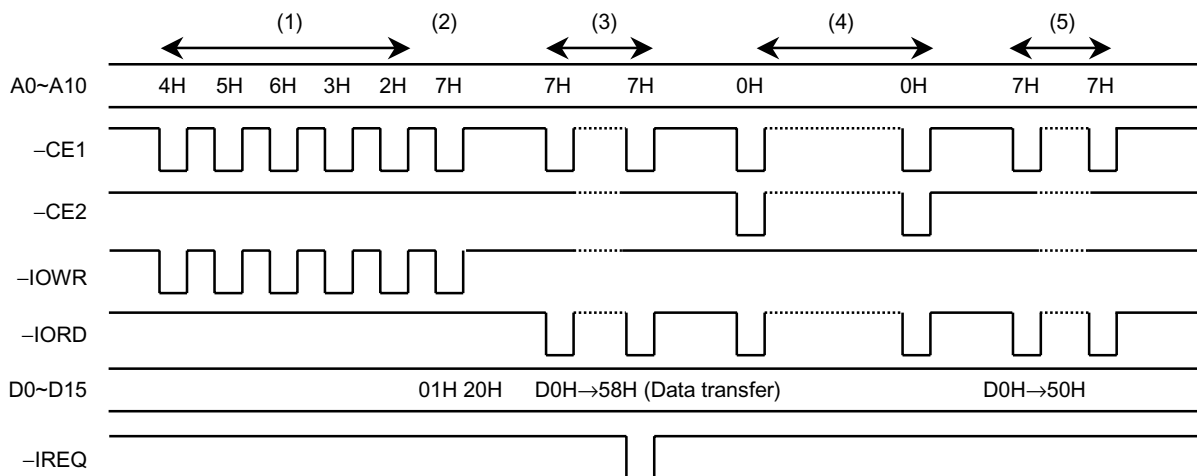 (1) (2) (3) (4) (5)
A0~A10 4H 5H 6H 3H 2H 7H 7H 7H 0H 0H 7H 7H
–CE1
–CE2
–IOWR
–IORD
D0~D15 01H 20H D0H→58H (Data transfer) D0H→50H
–IREQ